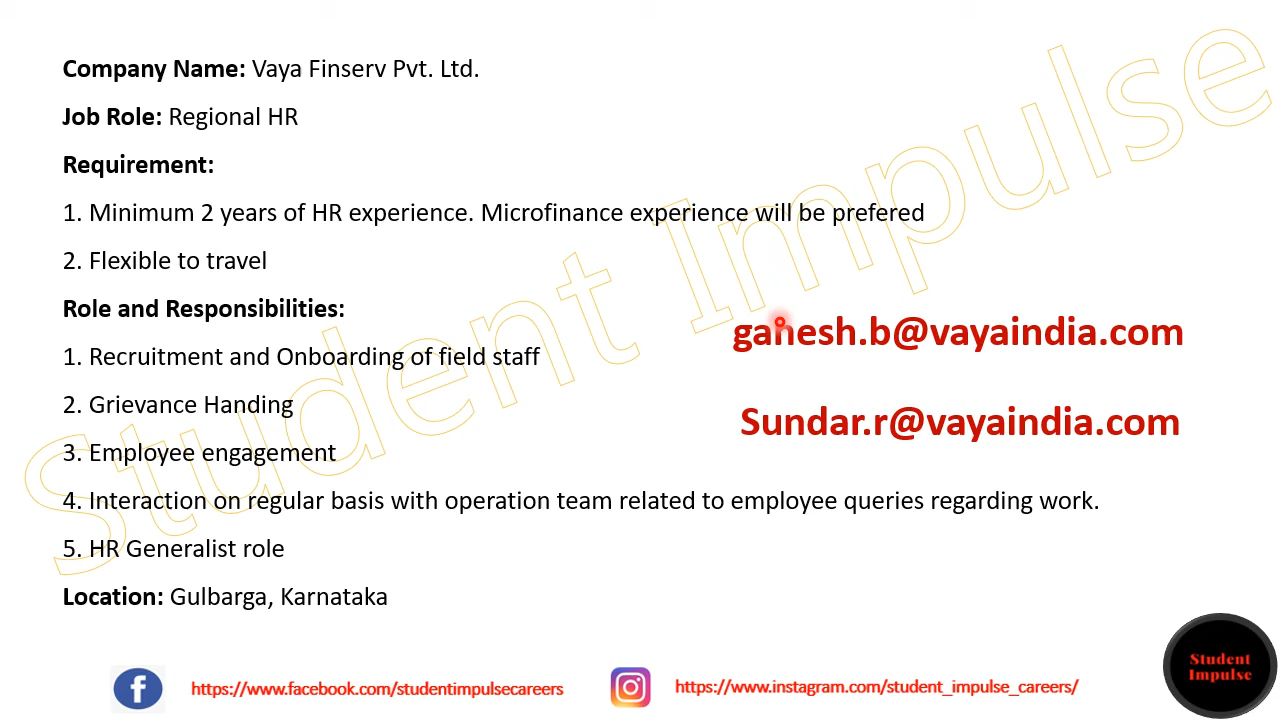 Company Name: Vaya Finserv Pvt. Ltd.
Job Role: Regional HR
Requirement:
1. Minimum 2 years of HR experience. Microfinance experience will be prefered
2. Flexible to travel
Role and Responsibilities:
1. Recruitment and Onboarding of field staff
2. Grievance Handing
3. Employee engagement
4. Interaction on regular basis with operation team related to employee queries regarding work.
5. HR Generalist role
Location: Gulbarga, Karnataka
ganesh.b@vayaindia.com
Sundar.r@vayaindia.com
Student Impulse
https://www.facebook.com/studentimpulsecareers
https://www.instagram.com/student_impulse_careers/
Student
Impulse